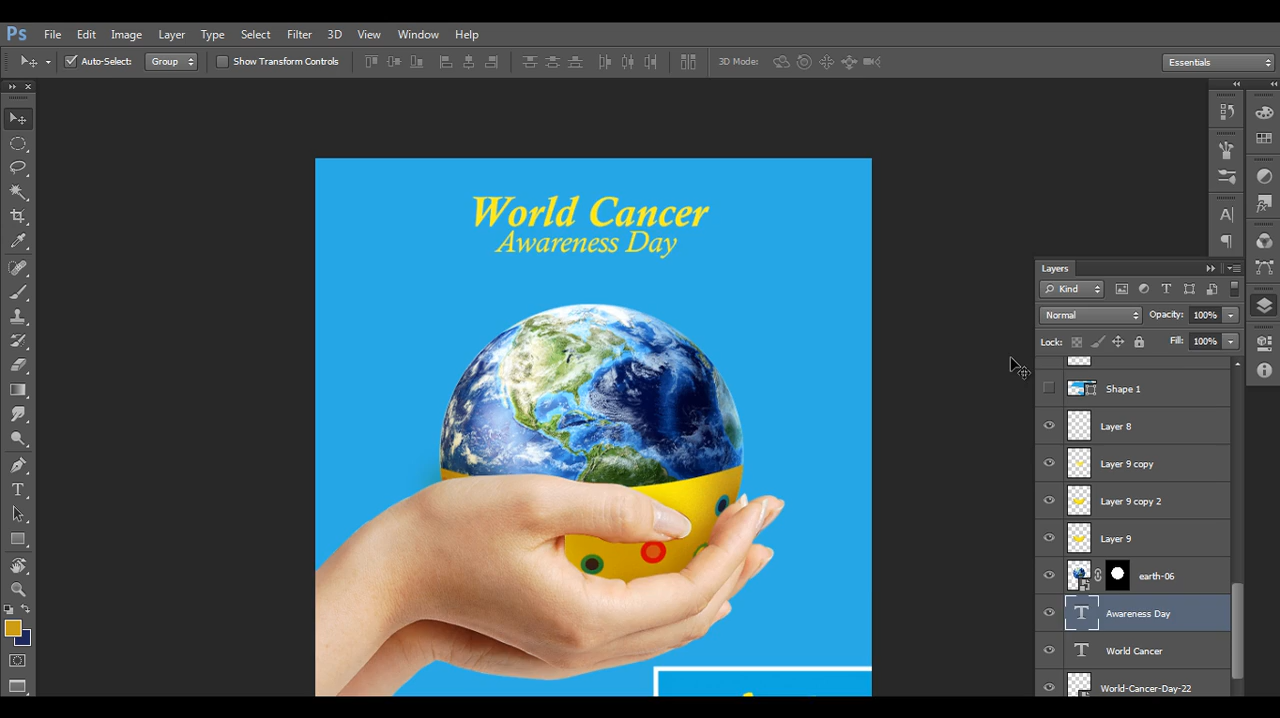 Ps File Edit Image Layer Type Select Filter 3D View Window Help
Auto-Select: Group Show Transform Controls 3D Mode: Essentials
World Cancer
Awareness Day
Layers
Kind
Normal Opacity: 100%
Lock: Fill: 100%
Shape 1
Layer 8
Layer 9 copy
Layer 9 copy 2
Layer 9
earth-06
Awareness Day
World Cancer
World-Cancer-Day-22